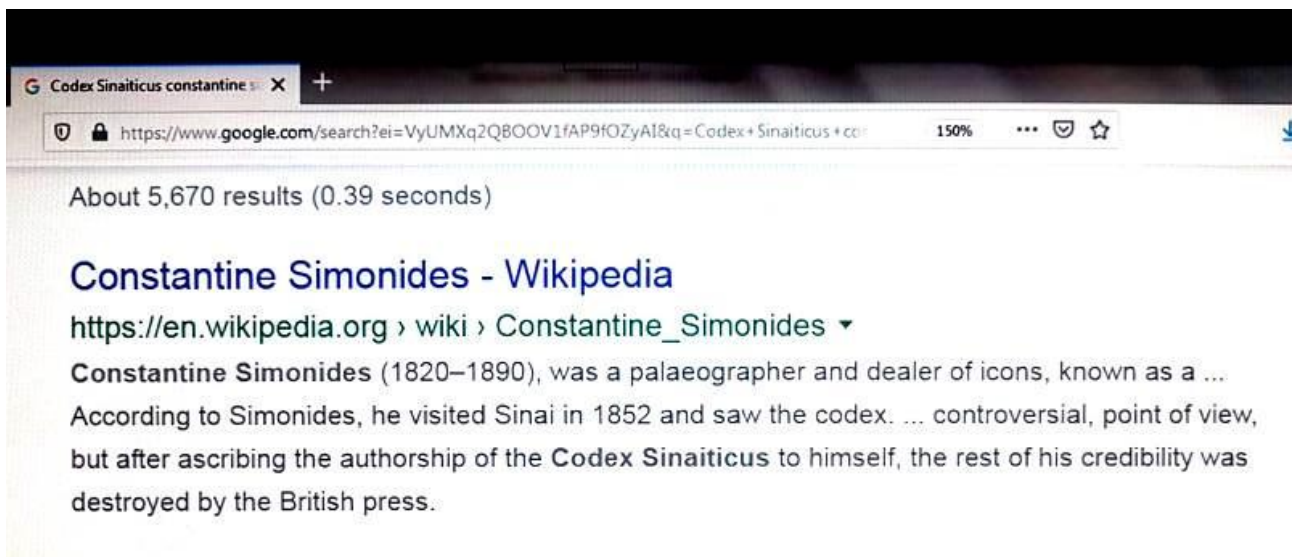 G Codex Sinaiticus constantine s X +
https://www.google.com/search?ei=VyUMXq2QBOOV1fAP9fOZyAI&q=Codex+Sinaiticus+co 150% ...
About 5,670 results (0.39 seconds)
Constantine Simonides - Wikipedia
https://en.wikipedia.org › wiki › Constantine_Simonides
Constantine Simonides (1820–1890), was a palaeographer and dealer of icons, known as a ...
According to Simonides, he visited Sinai in 1852 and saw the codex. ... controversial, point of view,
but after ascribing the authorship of the Codex Sinaiticus to himself, the rest of his credibility was
destroyed by the British press.